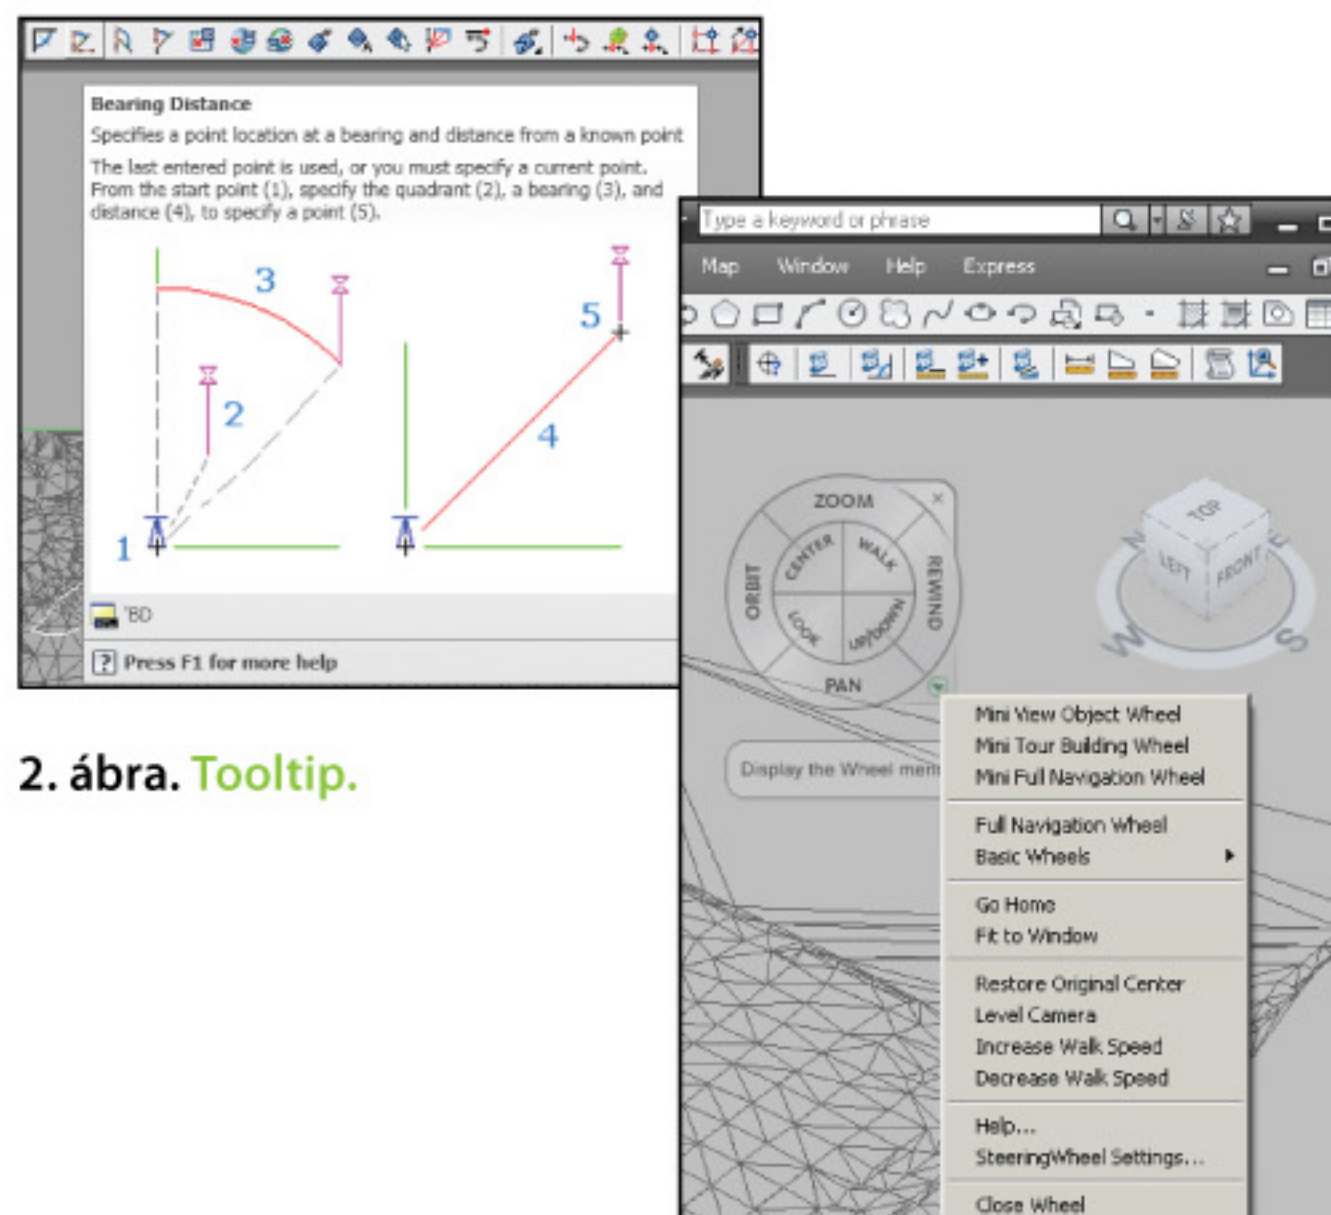 Bearing Distance
Specifies a point location at a bearing and distance from a known point
The last entered point is used, or you must specify a current point.
From the start point (1), specify the quadrant (2), a bearing (3), and
distance (4), to specify a point (5).
3
5
2
4
1
'BD
Press F1 for more help
2. ábra. Tooltip.
Type a keyword or phrase
Map Window Help Express
ZOOM
CENTER WALK
ORBIT REWIND
LOOK UP/DOWN
PAN
TOP
LEFT FRONT
N E
W S
Display the Wheel men
Mini View Object Wheel
Mini Tour Building Wheel
Mini Full Navigation Wheel
Full Navigation Wheel
Basic Wheels
Go Home
Fit to Window
Restore Original Center
Level Camera
Increase Walk Speed
Decrease Walk Speed
Help...
SteeringWheel Settings...
Close Wheel